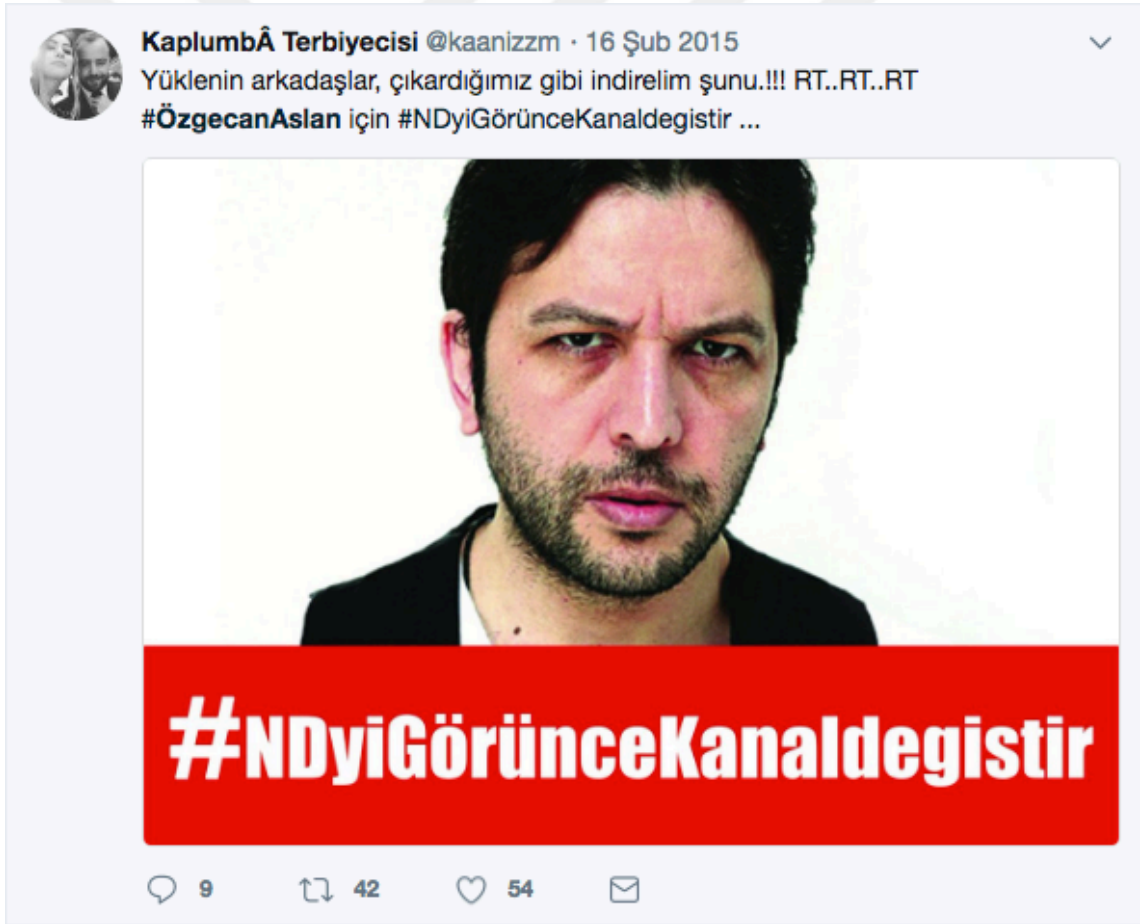 KaplumbÂ Terbiyecisi @kaanizzm · 16 Şub 2015
Yüklenin arkadaşlar, çıkardığımız gibi indirelim şunu.!!! RT..RT..RT
#ÖzgecanAslan için #NDyiGörünceKanaldegistir ...
#NDyiGörünceKanaldegistir
9 42 54